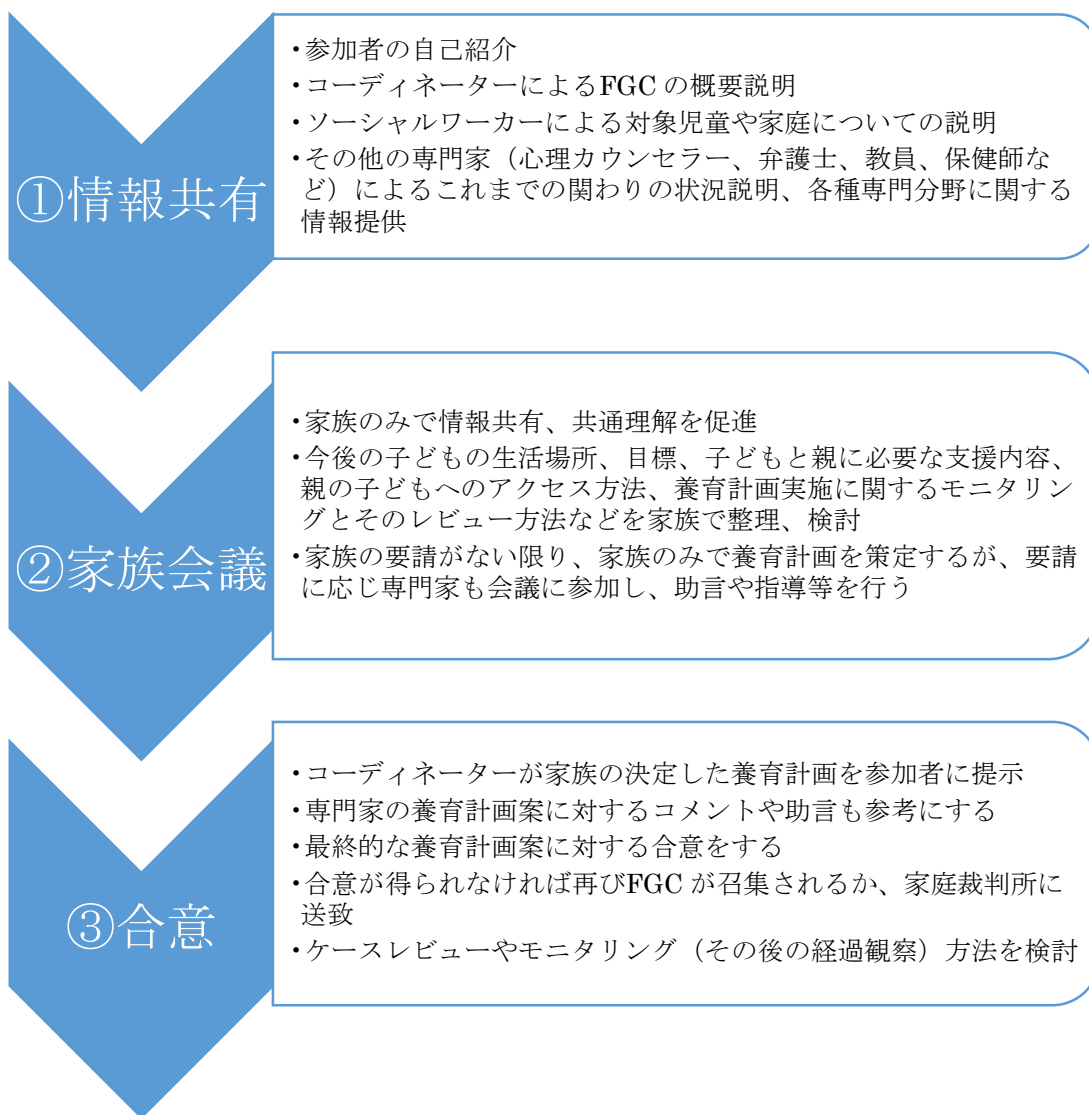 ①情報共有
・参加者の自己紹介
・コーディネーターによるFGC の概要説明
・ソーシャルワーカーによる対象児童や家庭についての説明
・その他の専門家（心理カウンセラー、弁護士、教員、保健師な
ど）によるこれまでの関わりの状況説明、各種専門分野に関する
情報提供
②家族会議
・家族のみで情報共有、共通理解を促進
・今後の子どもの生活場所、目標、子どもと親に必要な支援内容、
親の子どもへのアクセス方法、養育計画実施に関するモニタリン
グとそのレビュー方法などを家族で整理、検討
・家族の要請がない限り、家族のみで養育計画を策定するが、要請
に応じ専門家も会議に参加し、助言や指導等を行う
③合意
・コーディネーターが家族の決定した養育計画を参加者に提示
・専門家の養育計画案に対するコメントや助言も参考にする
・最終的な養育計画案に対する合意をする
・合意が得られなければ再びFGC が召集されるか、家庭裁判所に
送致
・ケースレビューやモニタリング（その後の経過観察）方法を検討